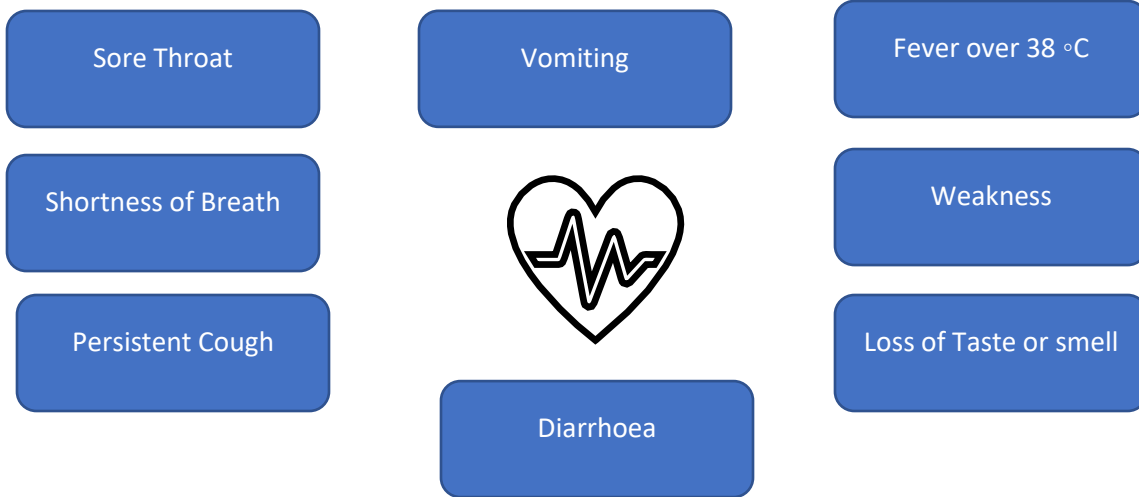 Sore Throat
Vomiting
Fever over 38 ◦C
Shortness of Breath
Weakness
Persistent Cough
Loss of Taste or smell
Diarrhoea